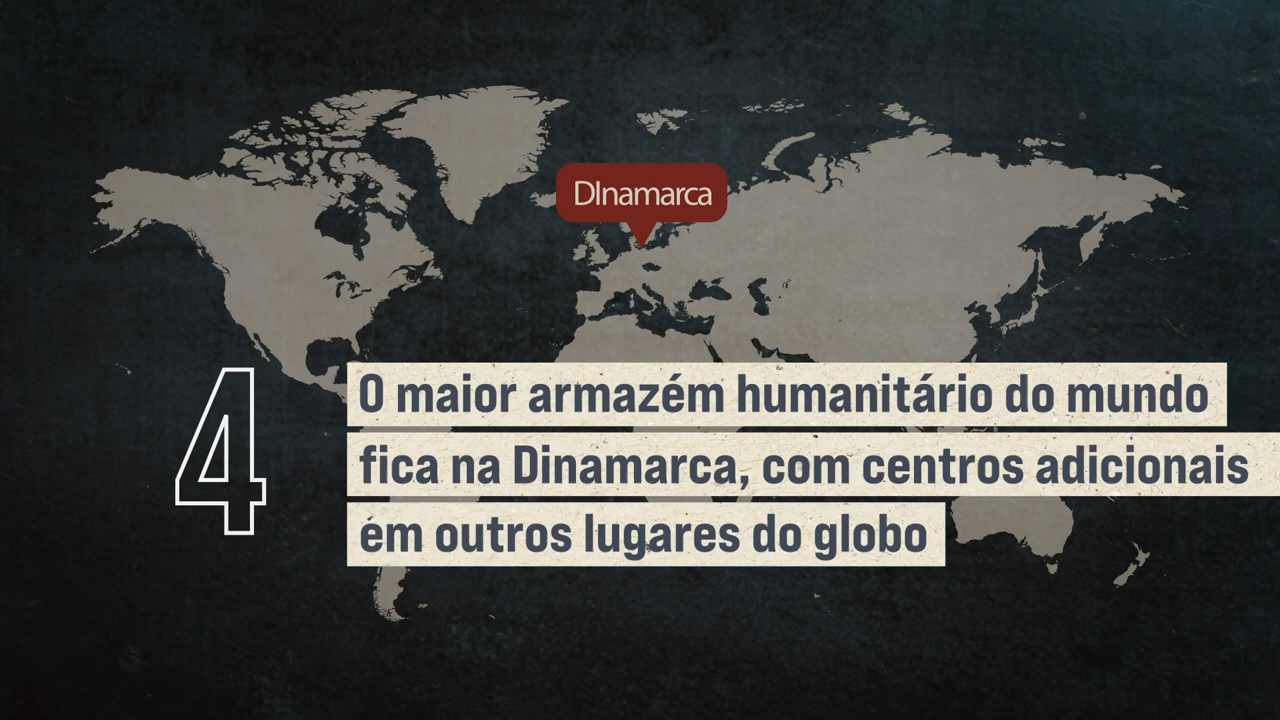 DInamarca
4
O maior armazém humanitário do mundo
fica na Dinamarca, com centros adicionais
em outros lugares do globo